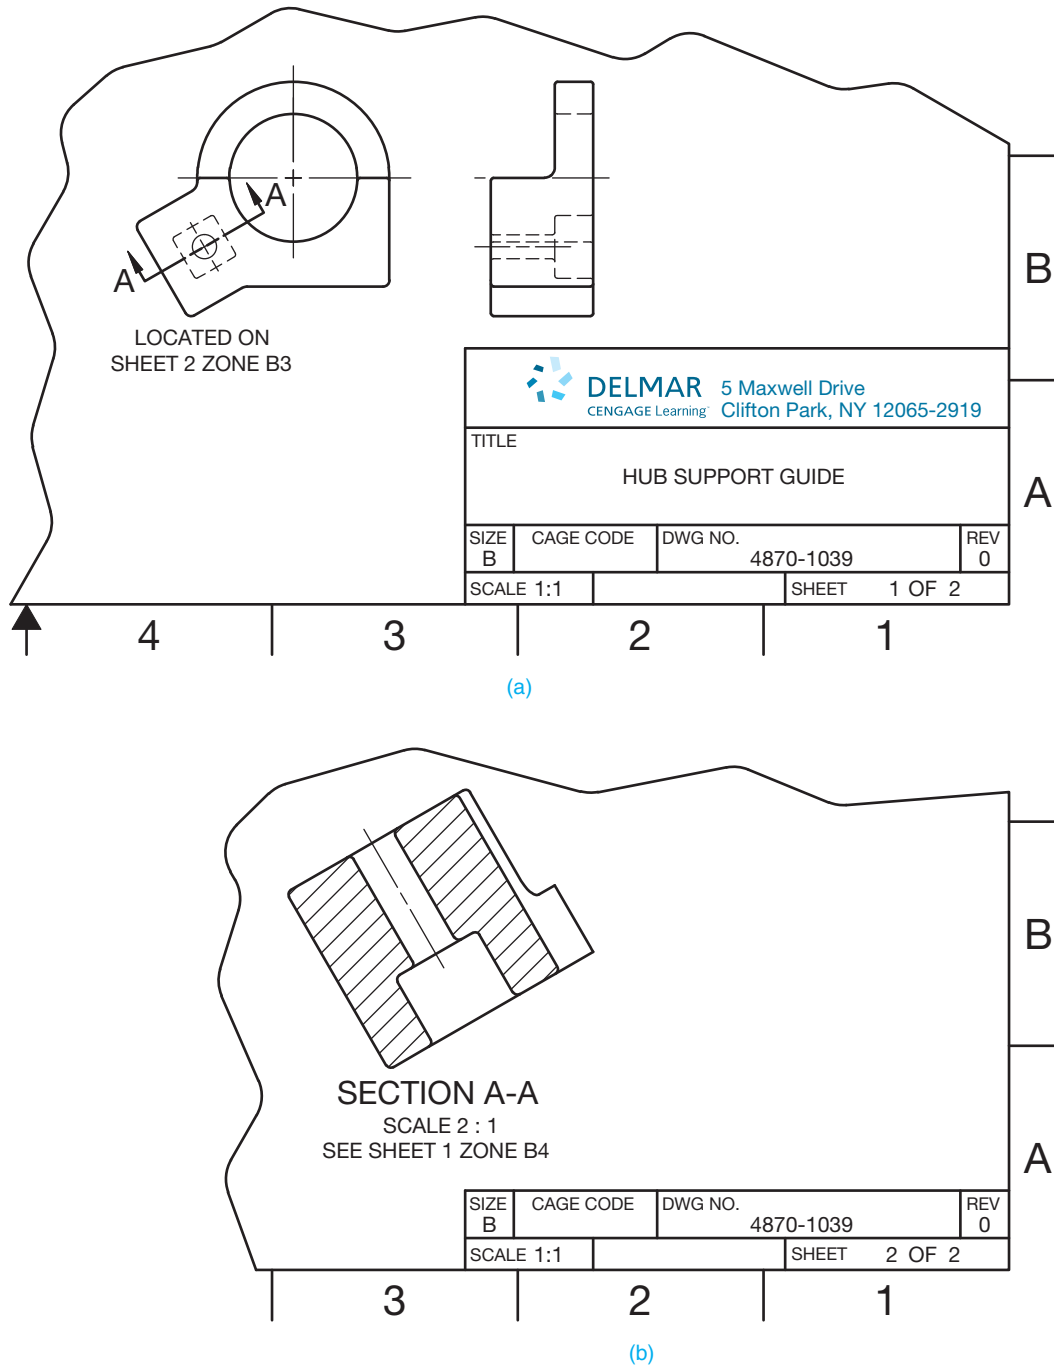 A
A
LOCATED ON
SHEET 2 ZONE B3
B
DELMAR
CENGAGE Learning
5 Maxwell Drive
Clifton Park, NY 12065-2919
TITLE
HUB SUPPORT GUIDE
A
SIZE CAGE CODE DWG NO. REV
B 4870-1039 0
SCALE 1:1 SHEET 1 OF 2
4 3 2 1
(a)
B
SECTION A-A
SCALE 2 : 1
SEE SHEET 1 ZONE B4
A
SIZE CAGE CODE DWG NO. REV
B 4870-1039 0
SCALE 1:1 SHEET 2 OF 2
3 2 1
(b)